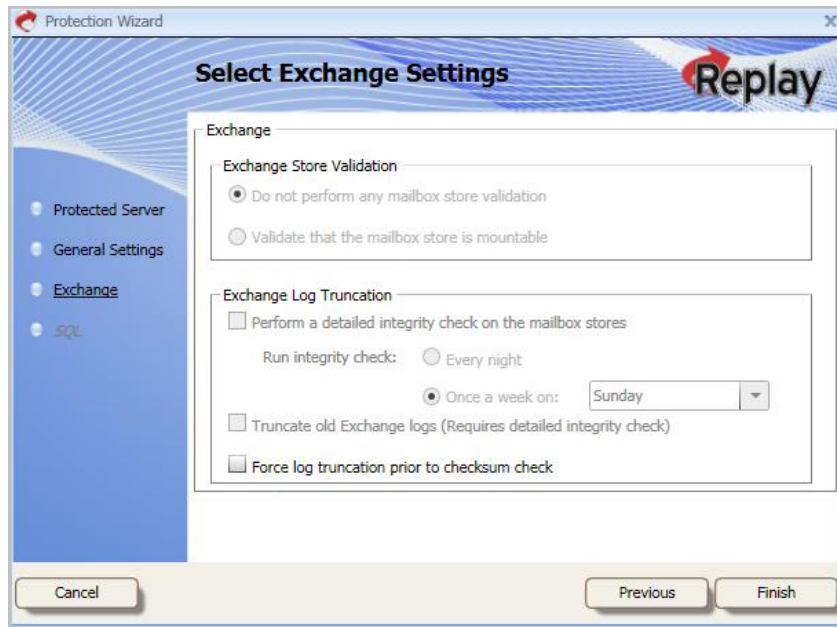 Protection Wizard
Select Exchange Settings
Replay
Protected Server
General Settings
Exchange
SQL
Exchange
Exchange Store Validation
Do not perform any mailbox store validation
Validate that the mailbox store is mountable
Exchange Log Truncation
Perform a detailed integrity check on the mailbox stores
Run integrity check: Every night
Once a week on: Sunday
Truncate old Exchange logs (Requires detailed integrity check)
Force log truncation prior to checksum check
Cancel Previous Finish